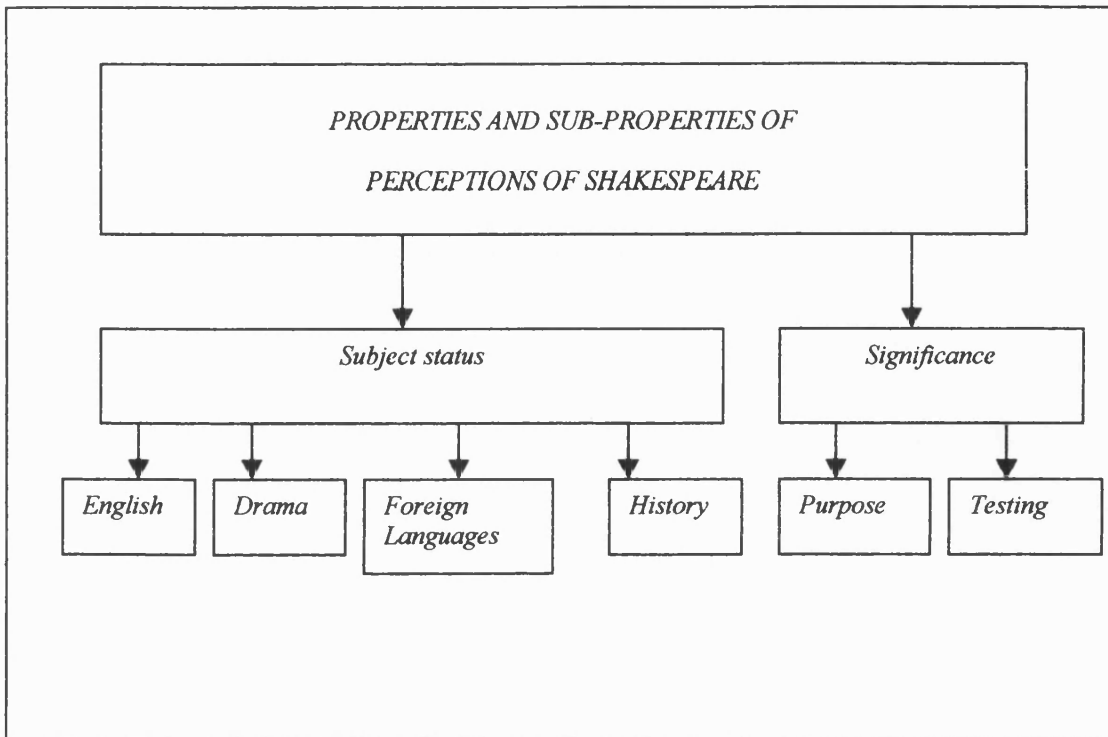 PROPERTIES AND SUB-PROPERTIES OF
PERCEPTIONS OF SHAKESPEARE
Subject status
Significance
English
Drama
Foreign
Languages
History
Purpose
Testing